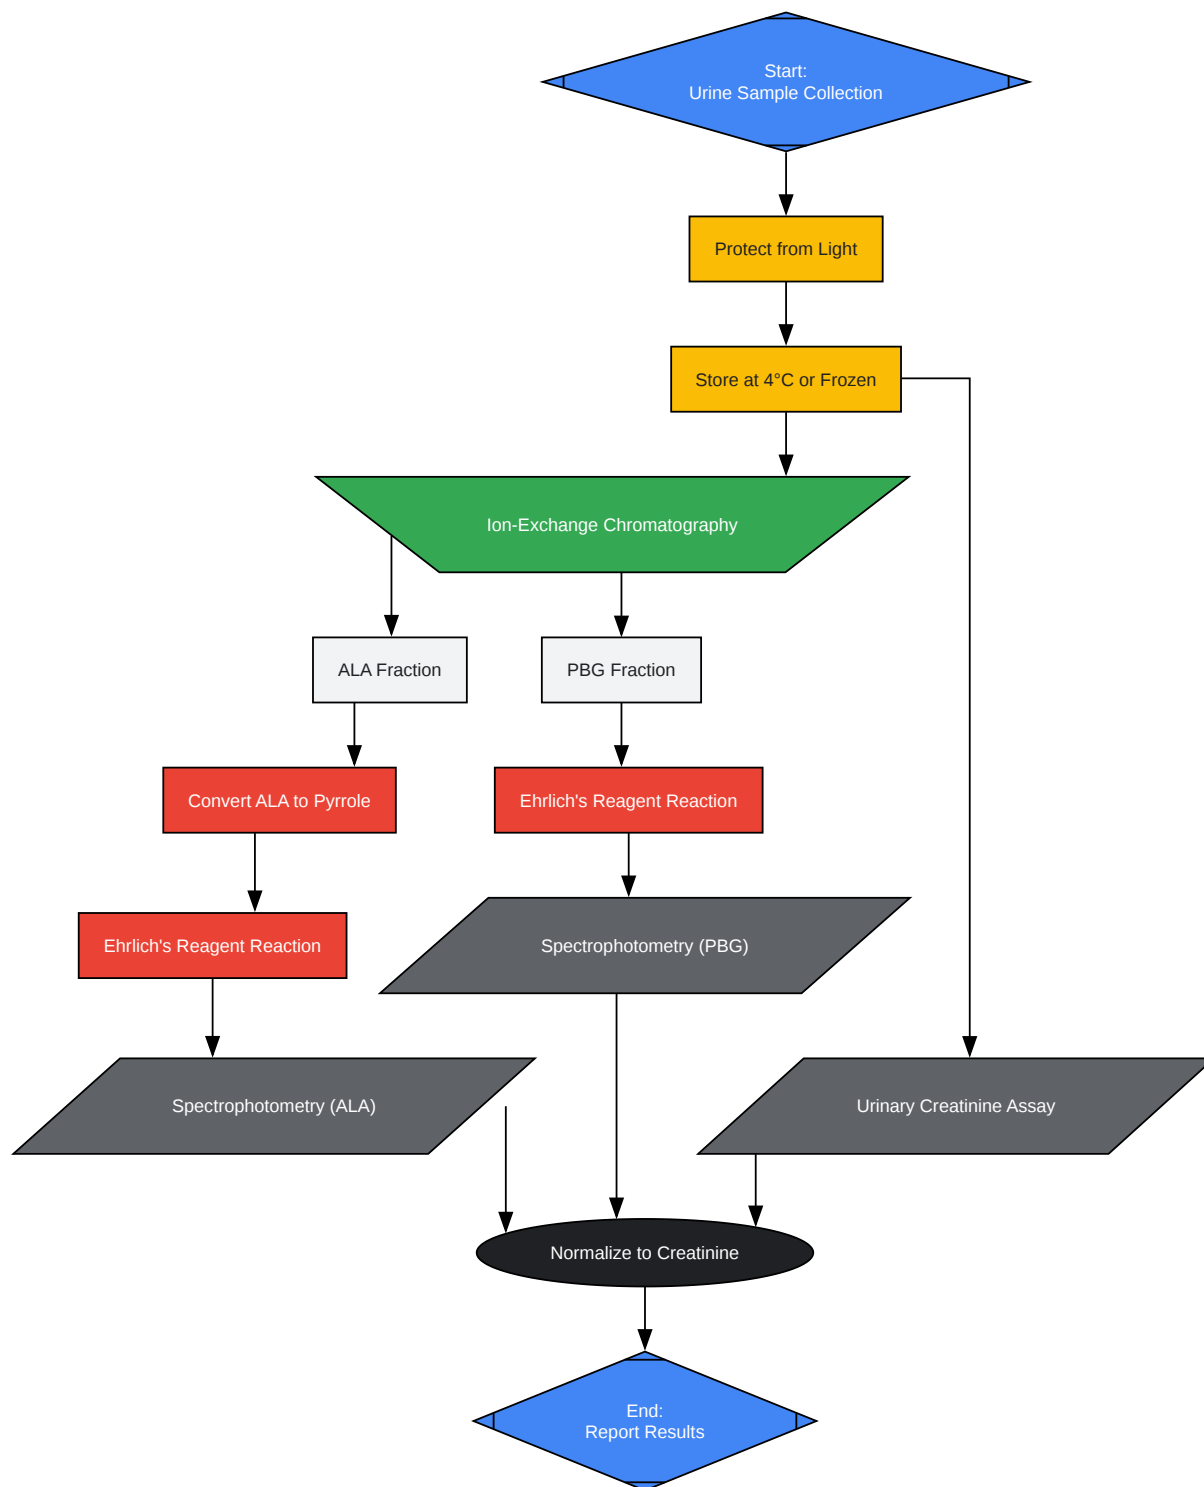 Start:
Urine Sample Collection
Protect from Light
Store at 4°C or Frozen
Ion-Exchange Chromatography
ALA Fraction
PBG Fraction
Convert ALA to Pyrrole
Ehrlich's Reagent Reaction
Ehrlich's Reagent Reaction
Spectrophotometry (PBG)
Spectrophotometry (ALA)
Urinary Creatinine Assay
Normalize to Creatinine
End:
Report Results